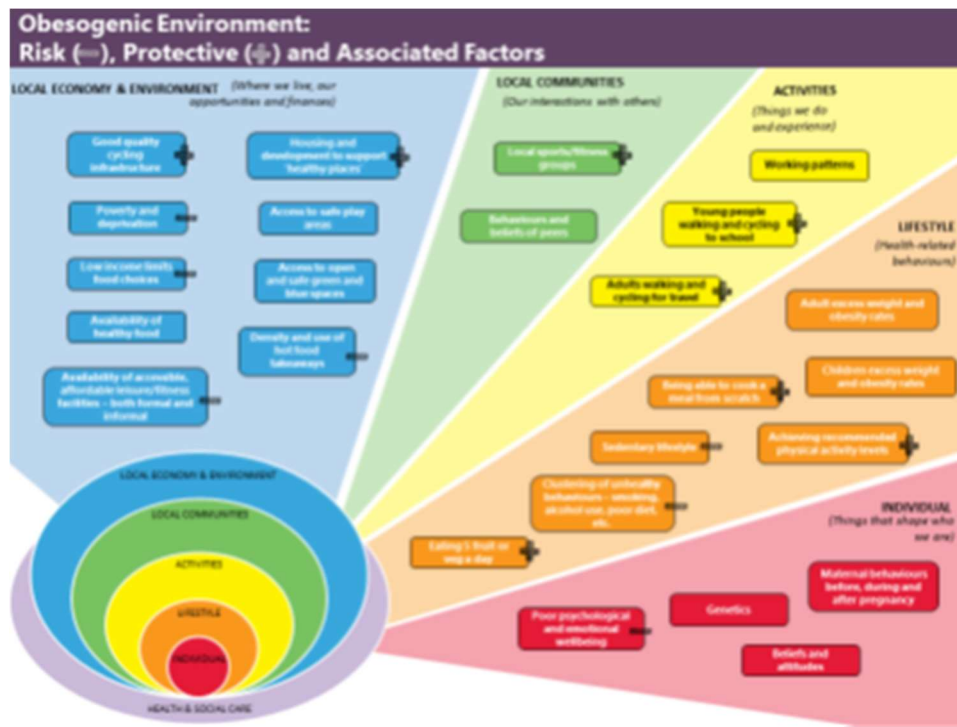 Obesogenic Environment:
Risk (−), Protective (+) and Associated Factors
LOCAL ECONOMY & ENVIRONMENT (Where we live, our
opportunities and finances)
Good quality
cycling
infrastructure
+
Housing and
development to support
'healthy places'
+
Poverty and
deprivation
−
Access to safe play
areas
Low income limits
food choices
−
Access to open
and safe green and
blue spaces
Availability of
healthy food
Density and use of
hot food
takeaways
−
Availability of accessible,
affordable leisure/fitness
facilities – both formal and
informal
−
LOCAL COMMUNITIES
(Our interactions with others)
Local sports/fitness
groups
+
Behaviours and
beliefs of peers
ACTIVITIES
(Things we do
and experience)
Working patterns
Young people
walking and cycling
to school
+
Adults walking and
cycling for travel
+
LIFESTYLE
(Health-related
behaviours)
Adult excess weight and
obesity rates
Children excess weight
and obesity rates
Being able to cook a
meal from scratch
+
Sedentary lifestyle
−
Achieving recommended
physical activity levels
+
Clustering of unhealthy
behaviours – smoking,
alcohol use, poor diet,
etc.
−
Eating 5 fruit or
veg a day
+
INDIVIDUAL
(Things that shape who
we are)
Maternal behaviours
before, during and
after pregnancy
Genetics
Poor psychological
and emotional
wellbeing
−
Beliefs and
attitudes
LOCAL ECONOMY & ENVIRONMENT
LOCAL COMMUNITIES
ACTIVITIES
LIFESTYLE
INDIVIDUAL
HEALTH & SOCIAL CARE